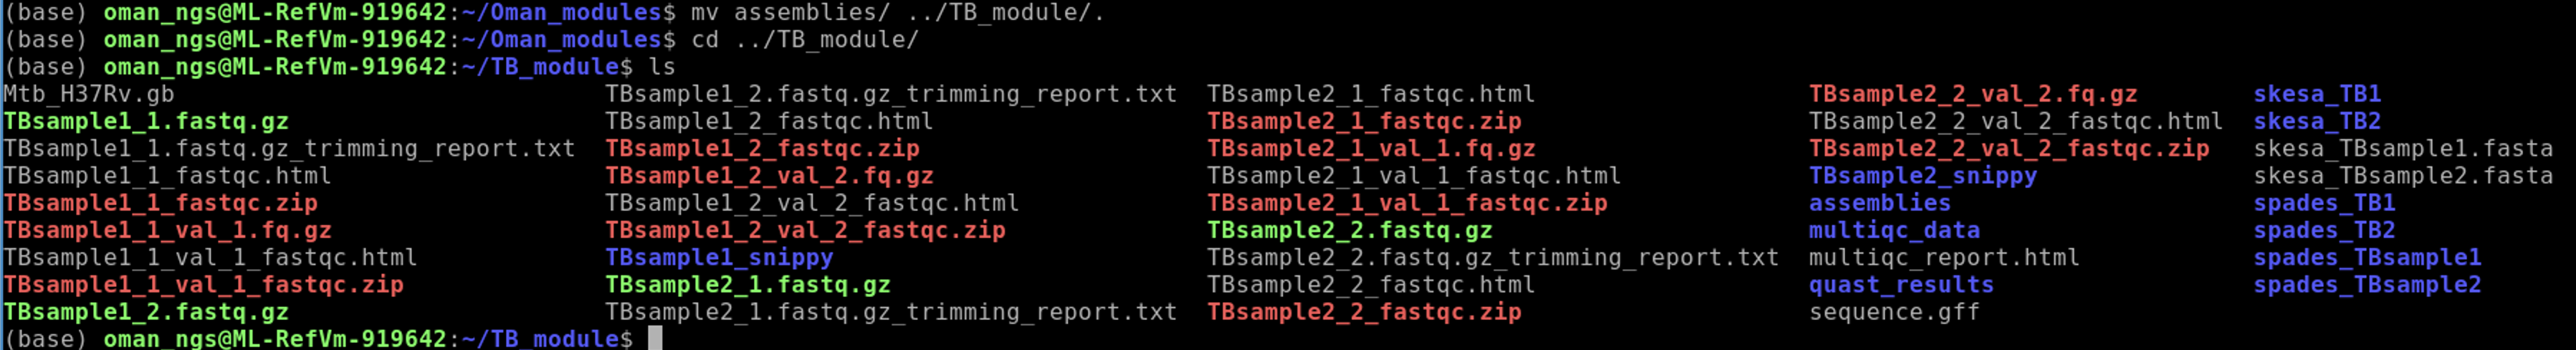 (base) oman_ngs@ML-RefVm-919642:~/Oman_modules$ mv assemblies/ ../TB_module/.
(base) oman_ngs@ML-RefVm-919642:~/Oman_modules$ cd ../TB_module/
(base) oman_ngs@ML-RefVm-919642:~/TB_module$ ls
Mtb_H37Rv.gb TBsample1_2.fastq.gz_trimming_report.txt TBsample2_1_fastqc.html TBsample2_2_val_2.fq.gz skesa_TB1
TBsample1_1.fastq.gz TBsample1_2_fastqc.html TBsample2_1_fastqc.zip TBsample2_2_val_2_fastqc.html skesa_TB2
TBsample1_1.fastq.gz_trimming_report.txt TBsample1_2_fastqc.zip TBsample2_1_val_1.fq.gz TBsample2_2_val_2_fastqc.zip skesa_TBsample1.fasta
TBsample1_1_fastqc.html TBsample1_2_val_2.fq.gz TBsample2_1_val_1_fastqc.html TBsample2_snippy skesa_TBsample2.fasta
TBsample1_1_fastqc.zip TBsample1_2_val_2_fastqc.html TBsample2_1_val_1_fastqc.zip assemblies spades_TB1
TBsample1_1_val_1.fq.gz TBsample1_2_val_2_fastqc.zip TBsample2_2.fastq.gz multiqc_data spades_TB2
TBsample1_1_val_1_fastqc.html TBsample1_snippy TBsample2_2.fastq.gz_trimming_report.txt multiqc_report.html spades_TBsample1
TBsample1_1_val_1_fastqc.zip TBsample2_1.fastq.gz TBsample2_2_fastqc.html quast_results spades_TBsample2
TBsample1_2.fastq.gz TBsample2_1.fastq.gz_trimming_report.txt TBsample2_2_fastqc.zip sequence.gff
(base) oman_ngs@ML-RefVm-919642:~/TB_module$